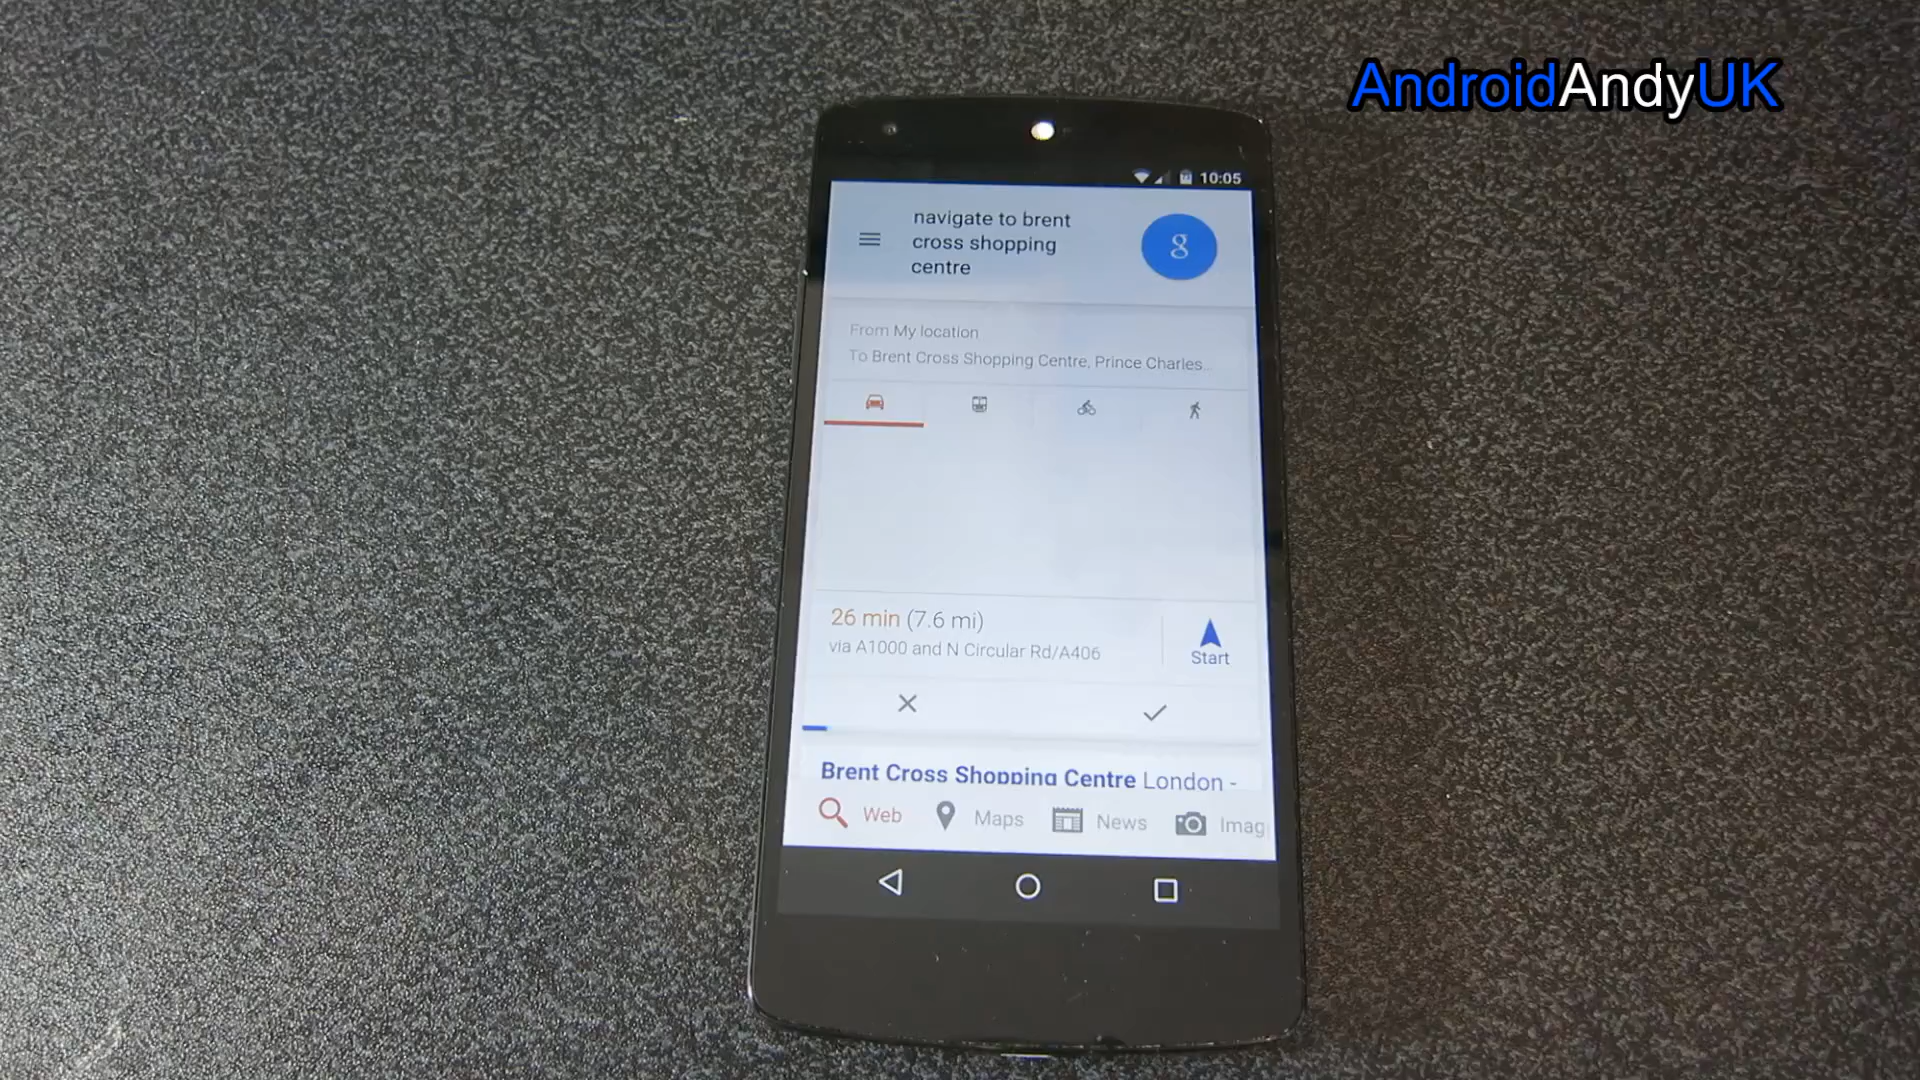 AndroidAndyUK
10:05
navigate to brent
cross shopping
centre
g
From My location
To Brent Cross Shopping Centre, Prince Charles...
26 min (7.6 mi)
via A1000 and N Circular Rd/A406
Start
Brent Cross Shopping Centre London -
Web
Maps
News
Imag